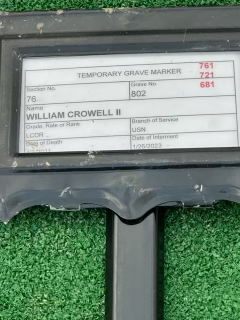 TEMPORARY GRAVE MARKER
761
721
681
Section No. Grave No.
76 802
Name
WILLIAM CROWELL II
Grade, Rate or Rank Branch of Service
LCDR USN
Date of Death Date of Interment
1/26/2023